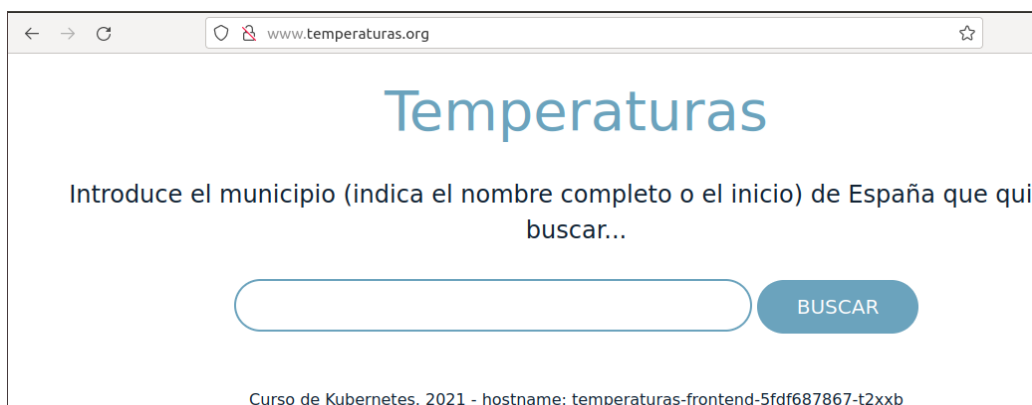 www.temperaturas.org
Temperaturas
Introduce el municipio (indica el nombre completo o el inicio) de España que qui
buscar...
BUSCAR
Curso de Kubernetes. 2021 - hostname: temperaturas-frontend-5fdf687867-t2xxb